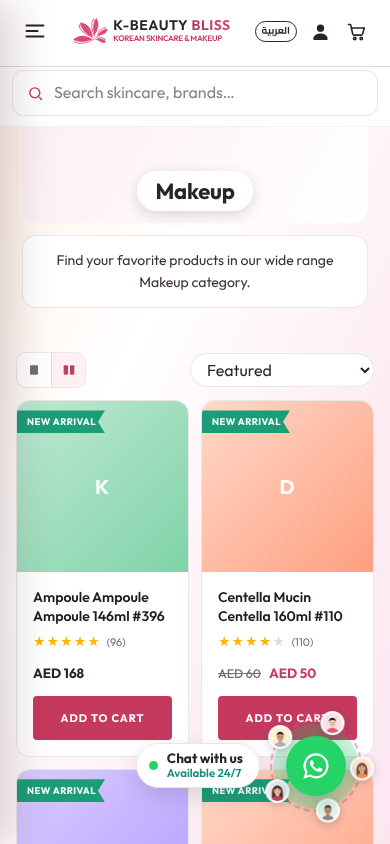 K-BEAUTY BLISS
KOREAN SKINCARE & MAKEUP
العربية
Search skincare, brands...
Makeup
Find your favorite products in our wide range
Makeup category.
Featured
NEW ARRIVAL
K
Ampoule Ampoule
Ampoule 146ml #396
★★★★★ (96)
AED 168
ADD TO CART
NEW ARRIVAL
D
Centella Mucin
Centella 160ml #110
★★★★★ (110)
AED 60 AED 50
ADD TO CART
NEW ARRIVAL
NEW ARRIVAL
Chat with us
Available 24/7